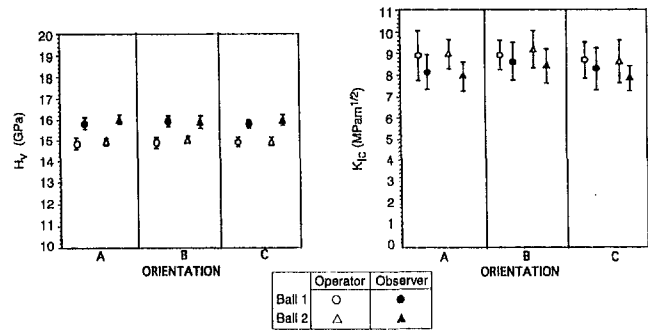 20
19
18
17
16
15
14
13
12
11
10
H_V (GPa)
A B C
ORIENTATION
11
10
9
8
7
6
5
4
3
2
1
0
K_IC (MPam^1/2)
A B C
ORIENTATION
Operator Observer
Ball 1 ○ ●
Ball 2 △ ▲